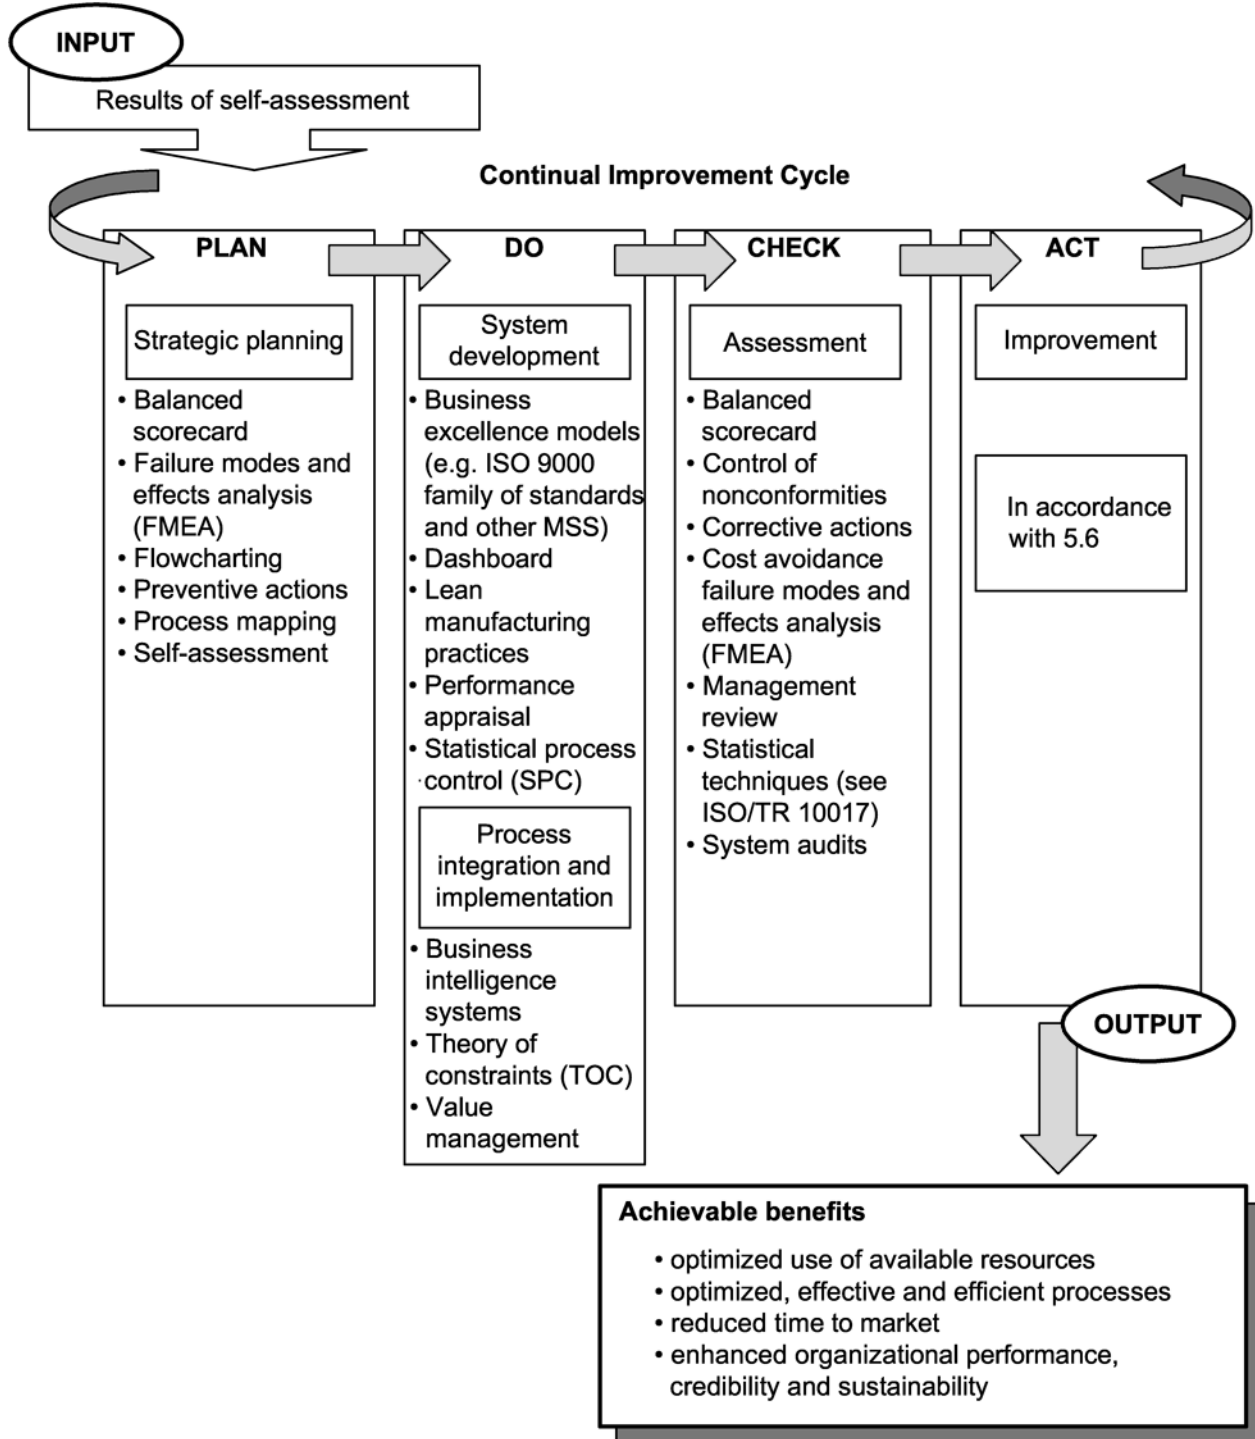 INPUT
Results of self-assessment
Continual Improvement Cycle
PLAN
Strategic planning
• Balanced
scorecard
• Failure modes and
effects analysis
(FMEA)
• Flowcharting
• Preventive actions
• Process mapping
• Self-assessment
DO
System
development
• Business
excellence models
(e.g. ISO 9000
family of standards
and other MSS)
• Dashboard
• Lean
manufacturing
practices
• Performance
appraisal
• Statistical process
control (SPC)
Process
integration and
implementation
• Business
intelligence
systems
• Theory of
constraints (TOC)
• Value
management
CHECK
Assessment
• Balanced
scorecard
• Control of
nonconformities
• Corrective actions
• Cost avoidance
failure modes and
effects analysis
(FMEA)
• Management
review
• Statistical
techniques (see
ISO/TR 10017)
• System audits
ACT
Improvement
In accordance
with 5.6
OUTPUT
Achievable benefits
• optimized use of available resources
• optimized, effective and efficient processes
• reduced time to market
• enhanced organizational performance,
credibility and sustainability